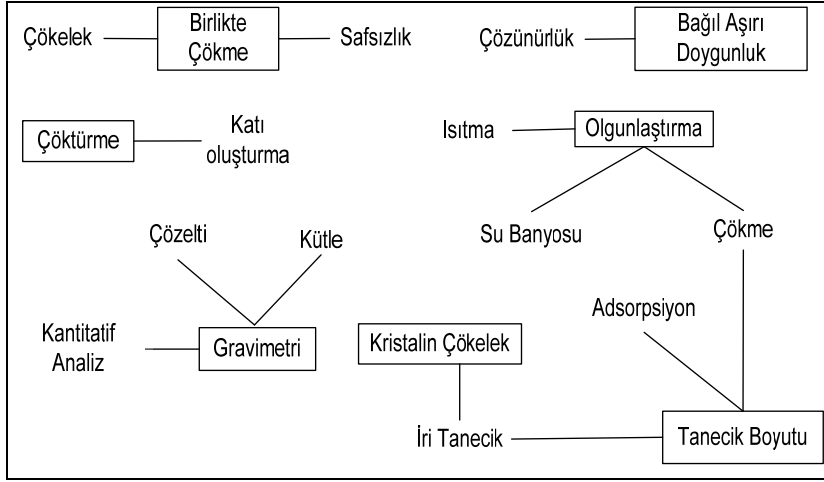 Çökelek
Birlikte
Çökme
Safsızlık
Çözünürlük
Bağıl Aşırı
Doygunluk
Çöktürme
Katı
oluşturma
Isıtma
Olgunlaştırma
Su Banyosu
Çökme
Çözelti
Kütle
Kantitatif
Analiz
Gravimetri
Kristalin Çökelek
Adsorpsiyon
İri Tanecik
Tanecik Boyutu